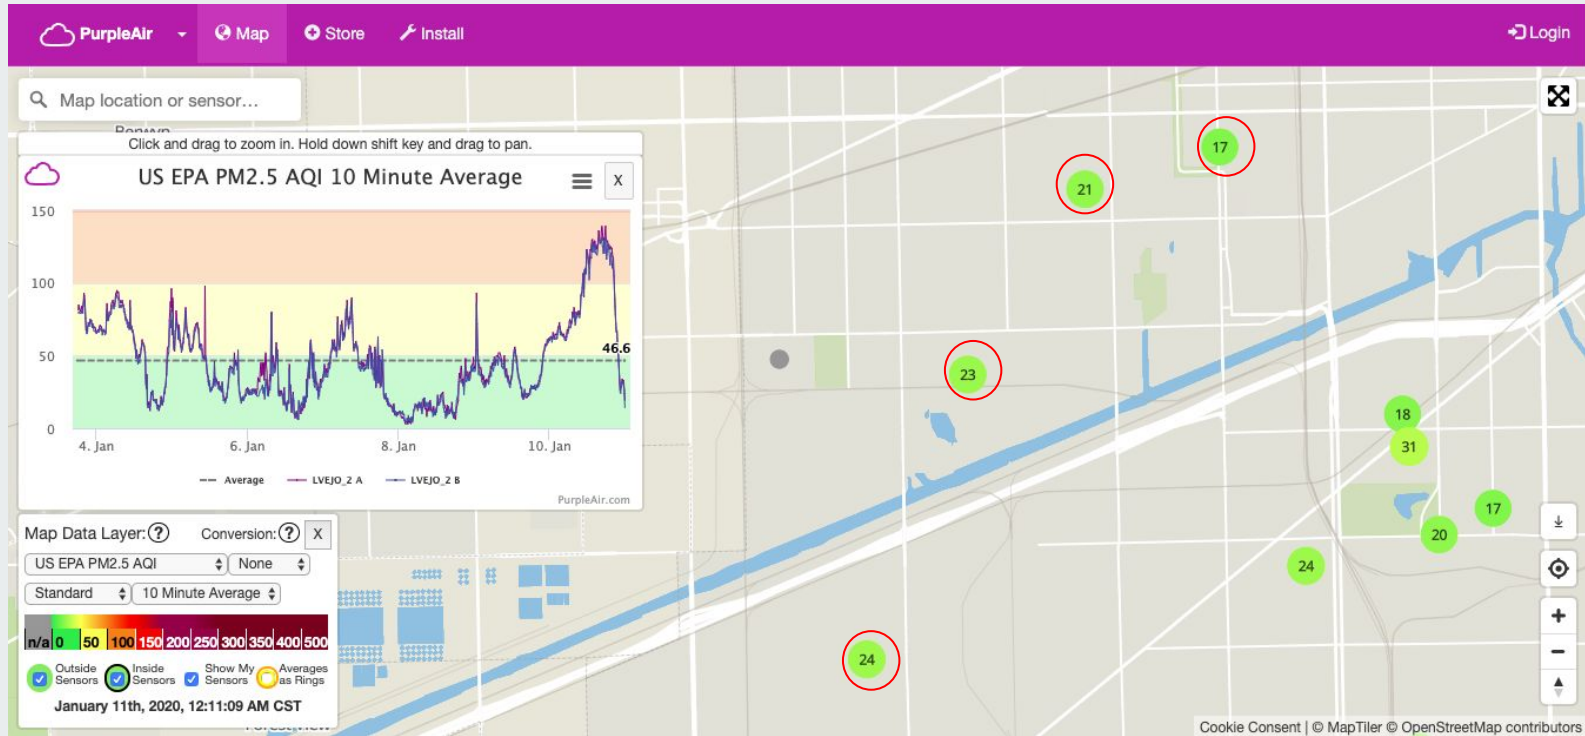 PurpleAir Map Store Install Login
Map location or sensor...
Berwyn
Click and drag to zoom in. Hold down shift key and drag to pan.
US EPA PM2.5 AQI 10 Minute Average X
150
100
50
0
46.6
4. Jan 6. Jan 8. Jan 10. Jan
Average LVEJO_2 A LVEJO_2 B
PurpleAir.com
17
21
23
18
31
17
20
24
24
Map Data Layer: ? Conversion: ? X
US EPA PM2.5 AQI None
Standard 10 Minute Average
n/a 0 50 100 150 200 250 300 350 400 500
Outside Sensors
Inside Sensors
Show My Sensors
Averages as Rings
January 11th, 2020, 12:11:09 AM CST
Forest View
Cookie Consent | © MapTiler © OpenStreetMap contributors